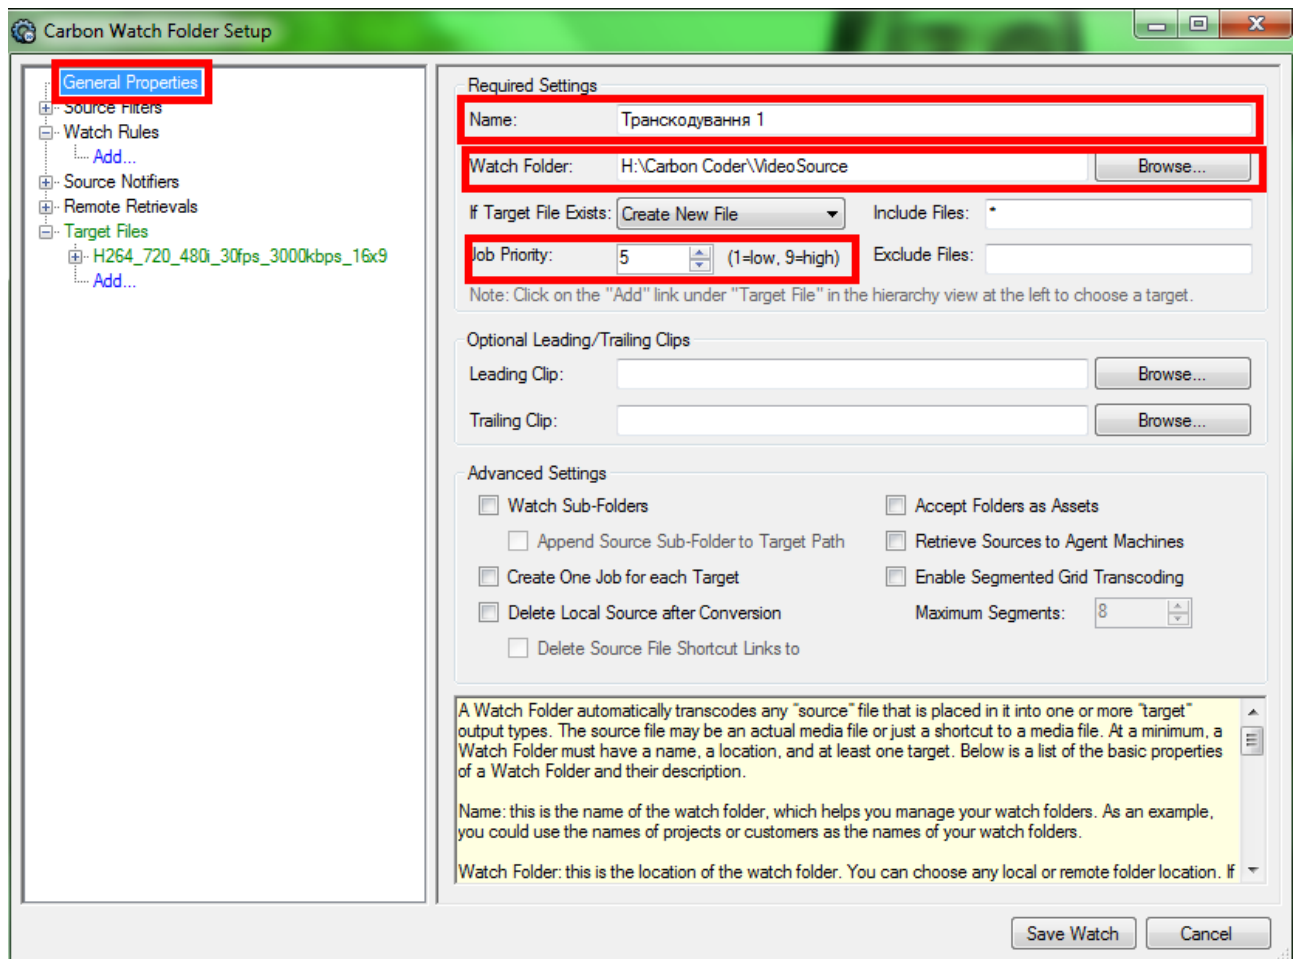 Carbon Watch Folder Setup
General Properties
Source Filters
Watch Rules
Add...
Source Notifiers
Remote Retrievals
Target Files
H264_720_480i_30fps_3000kbps_16x9
Add...
Required Settings
Name: Транскодування 1
Watch Folder: H:\Carbon Coder\VideoSource Browse...
If Target File Exists: Create New File Include Files: *
Job Priority: 5 (1=low, 9=high) Exclude Files:
Note: Click on the "Add" link under "Target File" in the hierarchy view at the left to choose a target.
Optional Leading/Trailing Clips
Leading Clip: Browse...
Trailing Clip: Browse...
Advanced Settings
Watch Sub-Folders Accept Folders as Assets
Append Source Sub-Folder to Target Path Retrieve Sources to Agent Machines
Create One Job for each Target Enable Segmented Grid Transcoding
Delete Local Source after Conversion Maximum Segments: 8
Delete Source File Shortcut Links to
A Watch Folder automatically transcodes any "source" file that is placed in it into one or more "target"
output types. The source file may be an actual media file or just a shortcut to a media file. At a minimum, a
Watch Folder must have a name, a location, and at least one target. Below is a list of the basic properties
of a Watch Folder and their description.
Name: this is the name of the watch folder, which helps you manage your watch folders. As an example,
you could use the names of projects or customers as the names of your watch folders.
Watch Folder: this is the location of the watch folder. You can choose any local or remote folder location. If
Save Watch Cancel